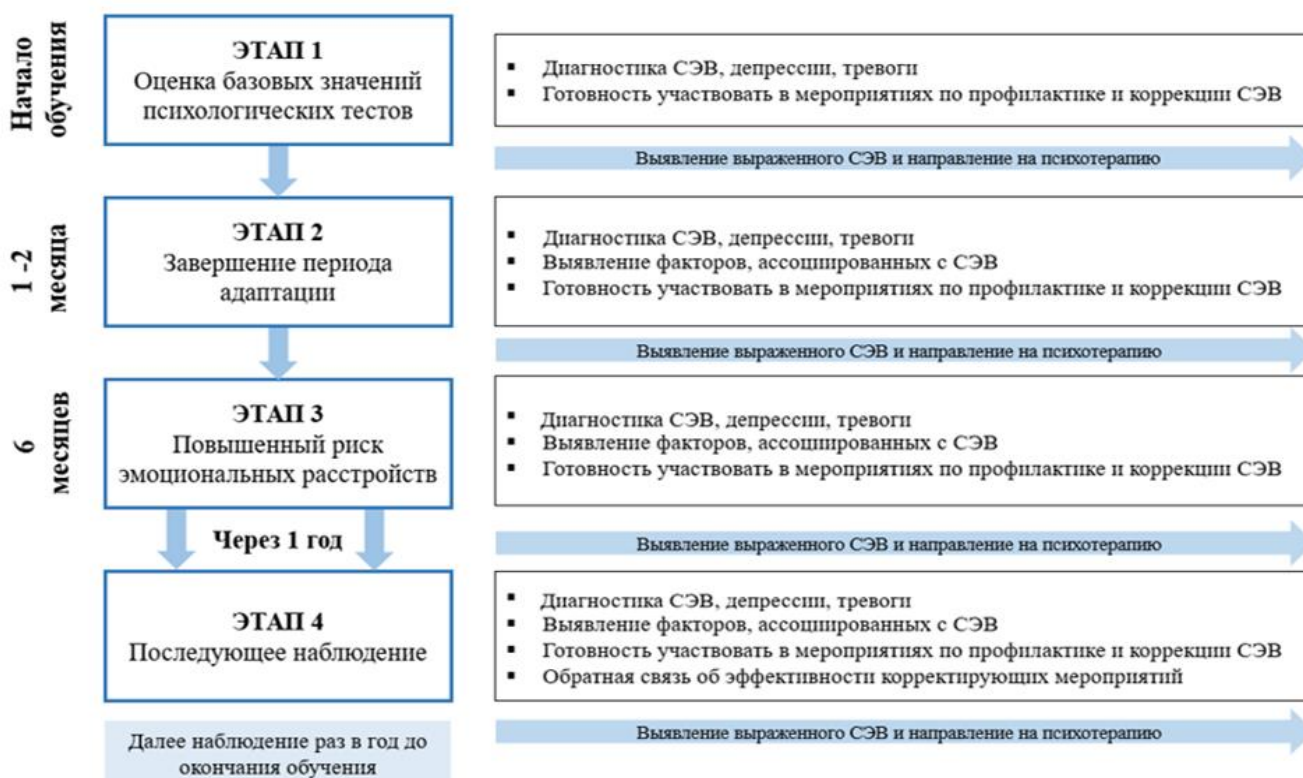 Начало
обучения
ЭТАП 1
Оценка базовых значений
психологических тестов
▪ Диагностика СЭВ, депрессии, тревоги
▪ Готовность участвовать в мероприятиях по профилактике и коррекции СЭВ
Выявление выраженного СЭВ и направление на психотерапию
1 -2
месяца
ЭТАП 2
Завершение периода
адаптации
▪ Диагностика СЭВ, депрессии, тревоги
▪ Выявление факторов, ассоциированных с СЭВ
▪ Готовность участвовать в мероприятиях по профилактике и коррекции СЭВ
Выявление выраженного СЭВ и направление на психотерапию
6
месяцев
ЭТАП 3
Повышенный риск
эмоциональных расстройств
▪ Диагностика СЭВ, депрессии, тревоги
▪ Выявление факторов, ассоциированных с СЭВ
▪ Готовность участвовать в мероприятиях по профилактике и коррекции СЭВ
Через 1 год
Выявление выраженного СЭВ и направление на психотерапию
ЭТАП 4
Последующее наблюдение
▪ Диагностика СЭВ, депрессии, тревоги
▪ Выявление факторов, ассоциированных с СЭВ
▪ Готовность участвовать в мероприятиях по профилактике и коррекции СЭВ
▪ Обратная связь об эффективности корректирующих мероприятий
Далее наблюдение раз в год до
окончания обучения
Выявление выраженного СЭВ и направление на психотерапию